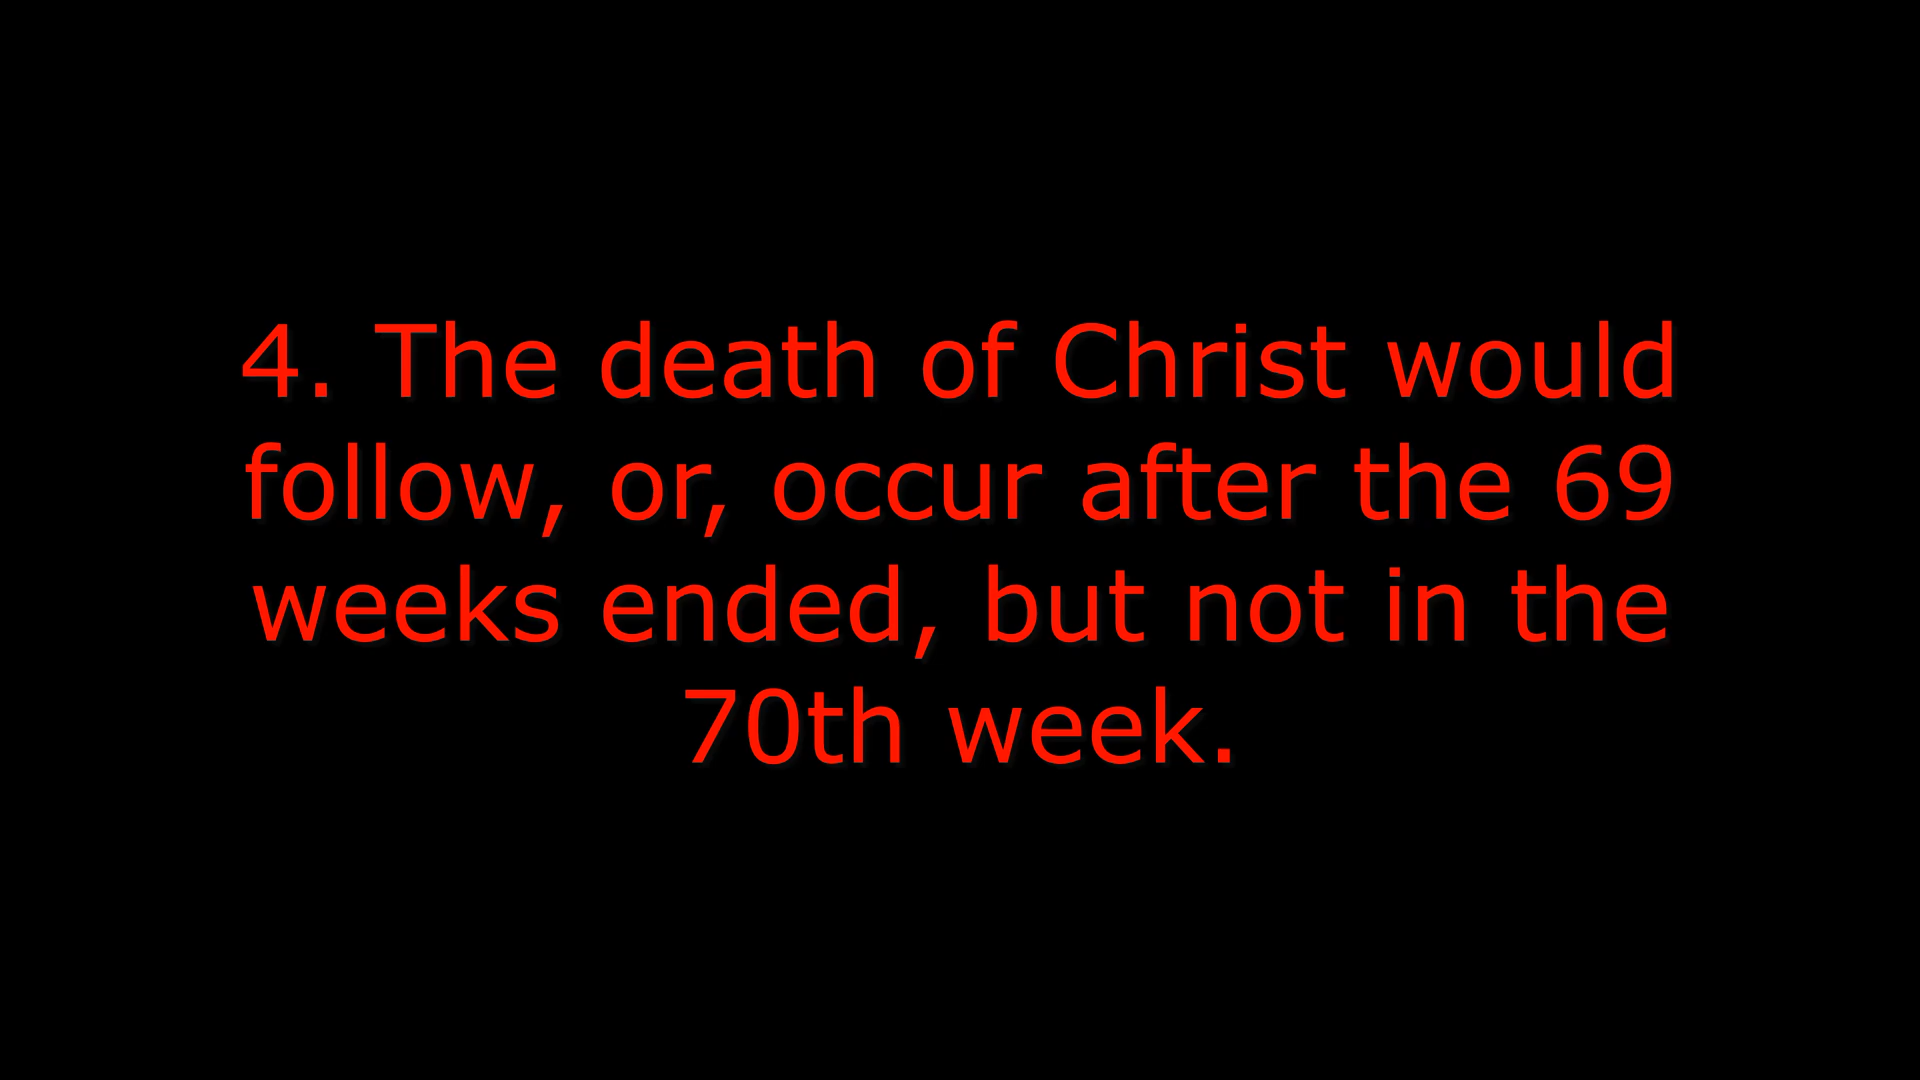 4. The death of Christ would
follow, or, occur after the 69
weeks ended, but not in the
70th week.